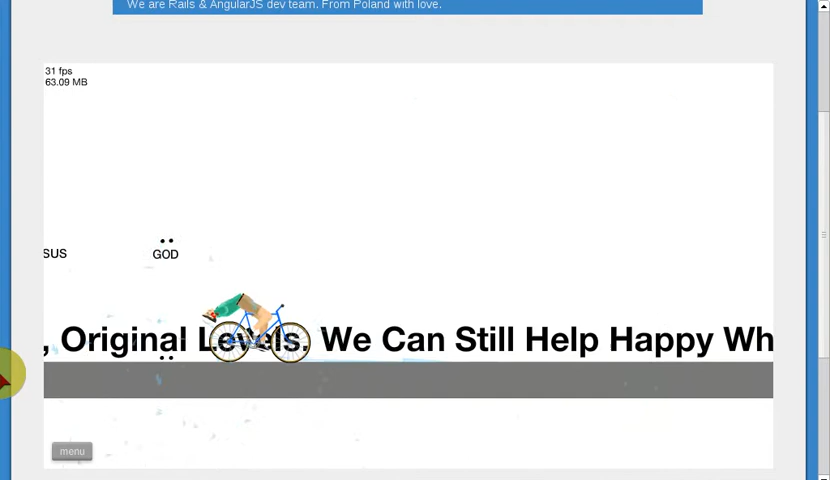 We are Rails & AngularJS dev team. From Poland with love.
31 fps
63.09 MB
SUS
GOD
, Original Levels. We Can Still Help Happy Wh
menu